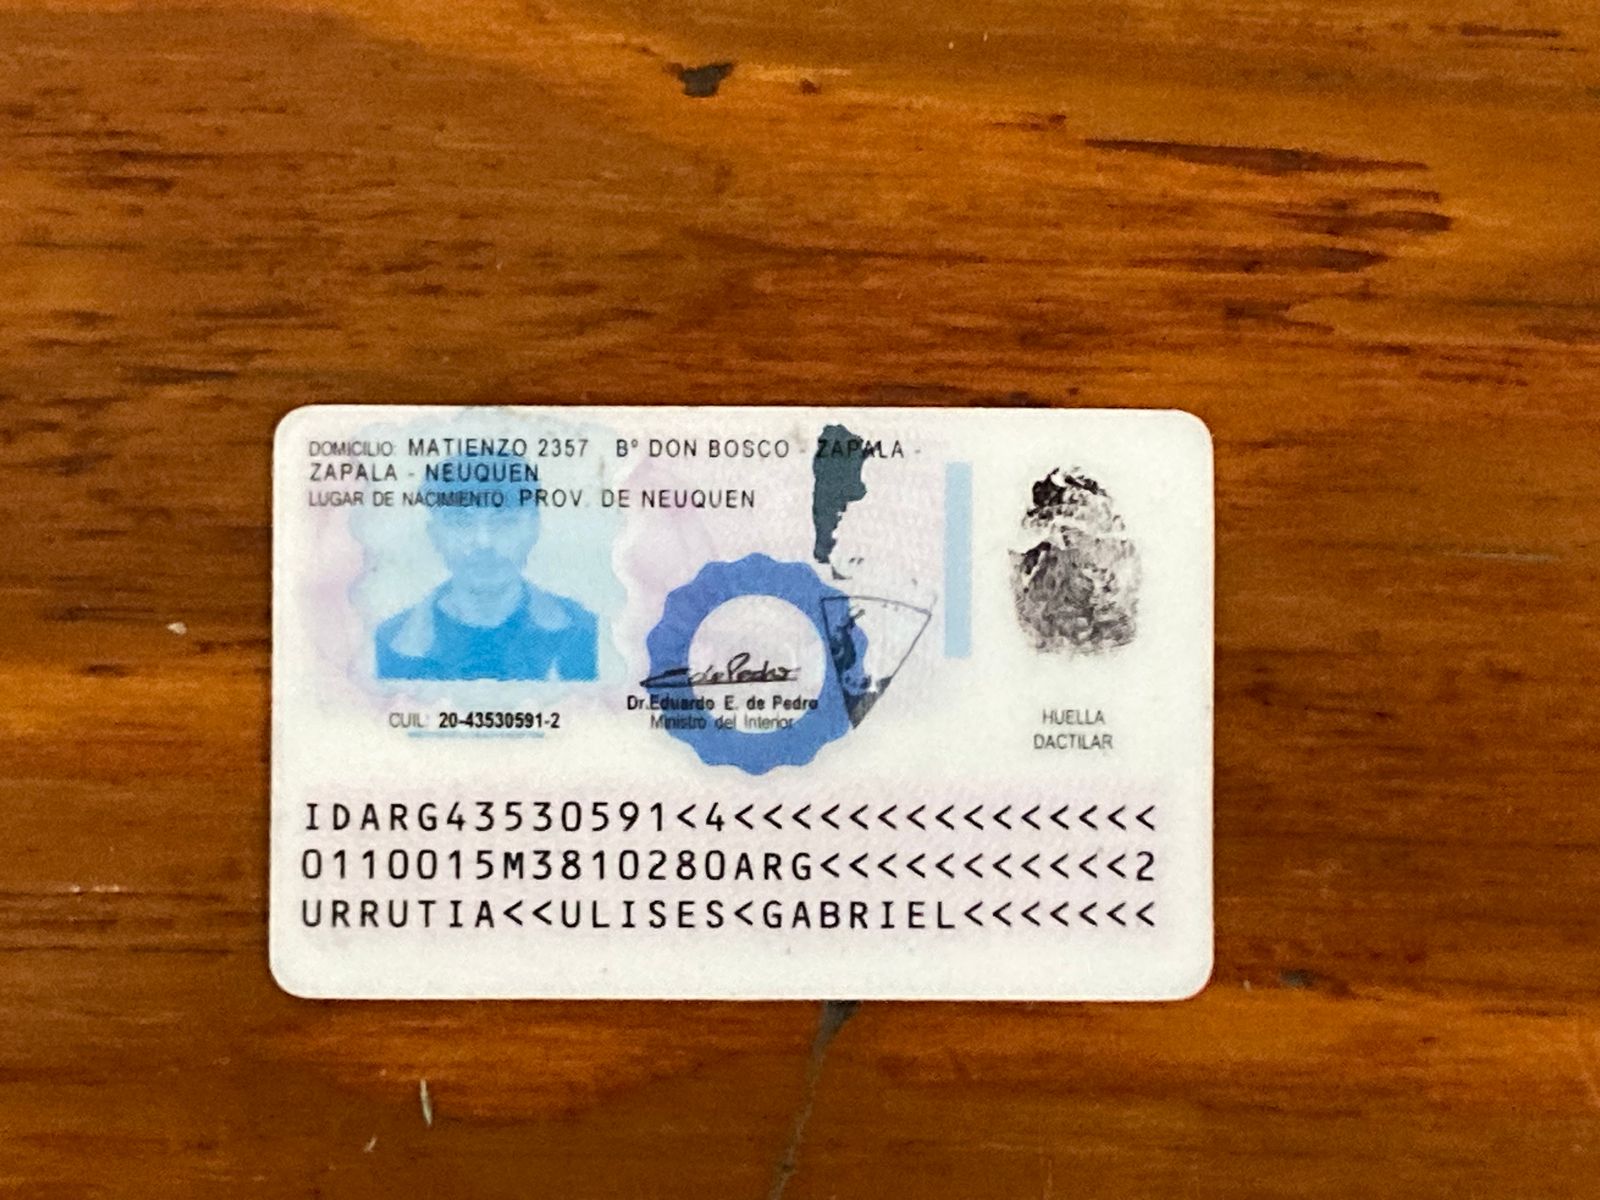 DOMICILIO: MATIENZO 2357 Bº DON BOSCO - ZAPALA -
ZAPALA - NEUQUEN
LUGAR DE NACIMIENTO: PROV. DE NEUQUEN
CUIL: 20-43530591-2
Dr. Eduardo E. de Pedro
Ministro del Interior
HUELLA
DACTILAR
IDARG43530591<4<<<<<<<<<<<<<<<
0110015M3810280ARG<<<<<<<<<<<2
URRUTIA<<ULISES<GABRIEL<<<<<<<